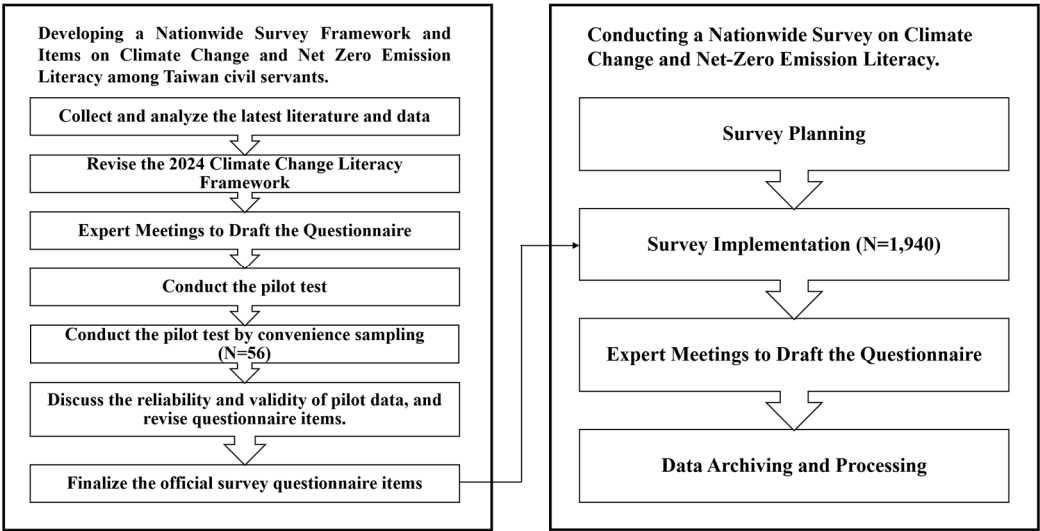 Developing a Nationwide Survey Framework and
Items on Climate Change and Net Zero Emission
Literacy among Taiwan civil servants.
Collect and analyze the latest literature and data
Revise the 2024 Climate Change Literacy
Framework
Expert Meetings to Draft the Questionnaire
Conduct the pilot test
Conduct the pilot test by convenience sampling
(N=56)
Discuss the reliability and validity of pilot data, and
revise questionnaire items.
Finalize the official survey questionnaire items
Conducting a Nationwide Survey on Climate
Change and Net-Zero Emission Literacy.
Survey Planning
Survey Implementation (N=1,940)
Expert Meetings to Draft the Questionnaire
Data Archiving and Processing